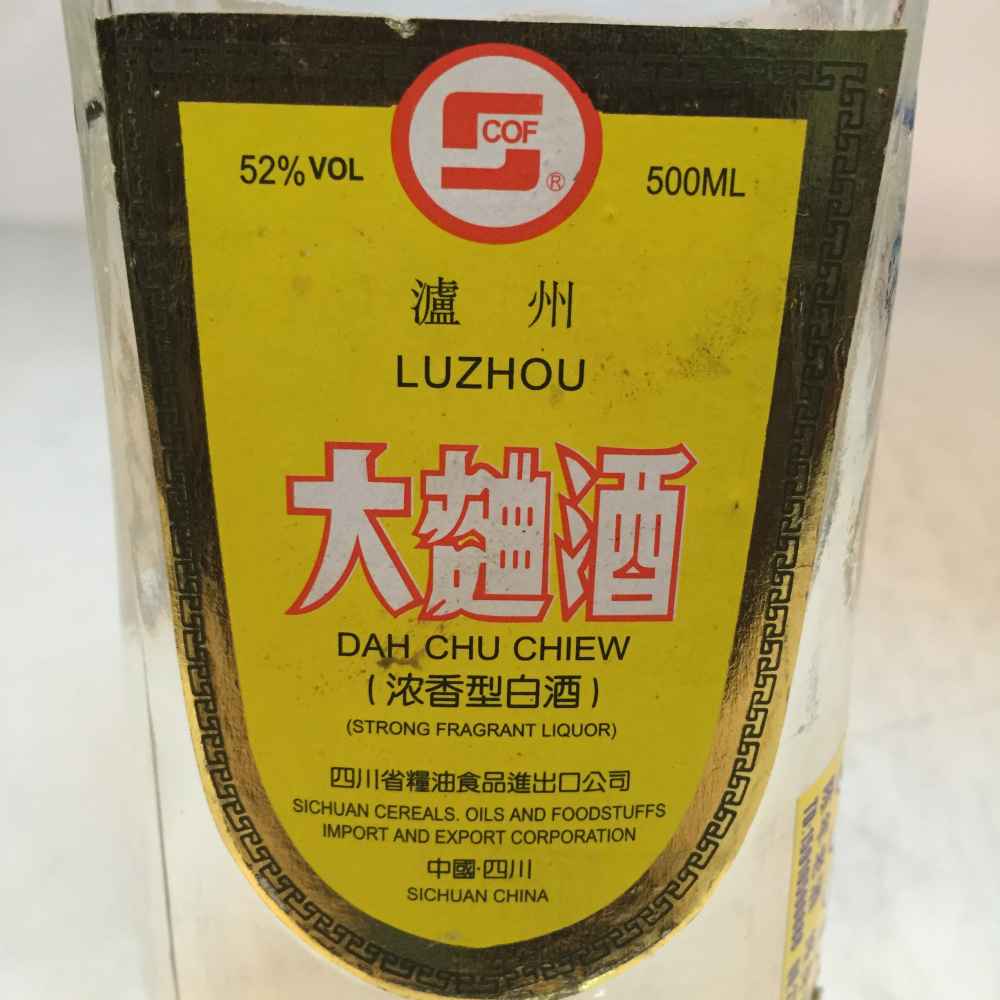 COF
®
52% VOL
500ML
瀘州
LUZHOU
大麯酒
DAH CHU CHIEW
(浓香型白酒)
(STRONG FRAGRANT LIQUOR)
四川省糧油食品進出口公司
SICHUAN CEREALS. OILS AND FOODSTUFFS
IMPORT AND EXPORT CORPORATION
中國·四川
SICHUAN CHINA